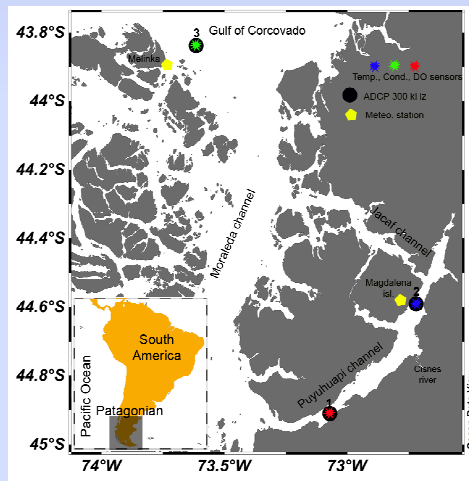 43.8°S
44°S
44.2°S
44.4°S
44.6°S
44.8°S
45°S
74°W
73.5°W
73°W
3
Gulf of Corcovado
Melinka
Temp., Cond., DO sensors
ADCP 300 kHz
Meteo. station
Moraleda channel
Jacaf channel
Magdalena
isl.
2
Cisnes
river
Puyuhuapi channel
1
South
America
Pacific Ocean
Patagonian